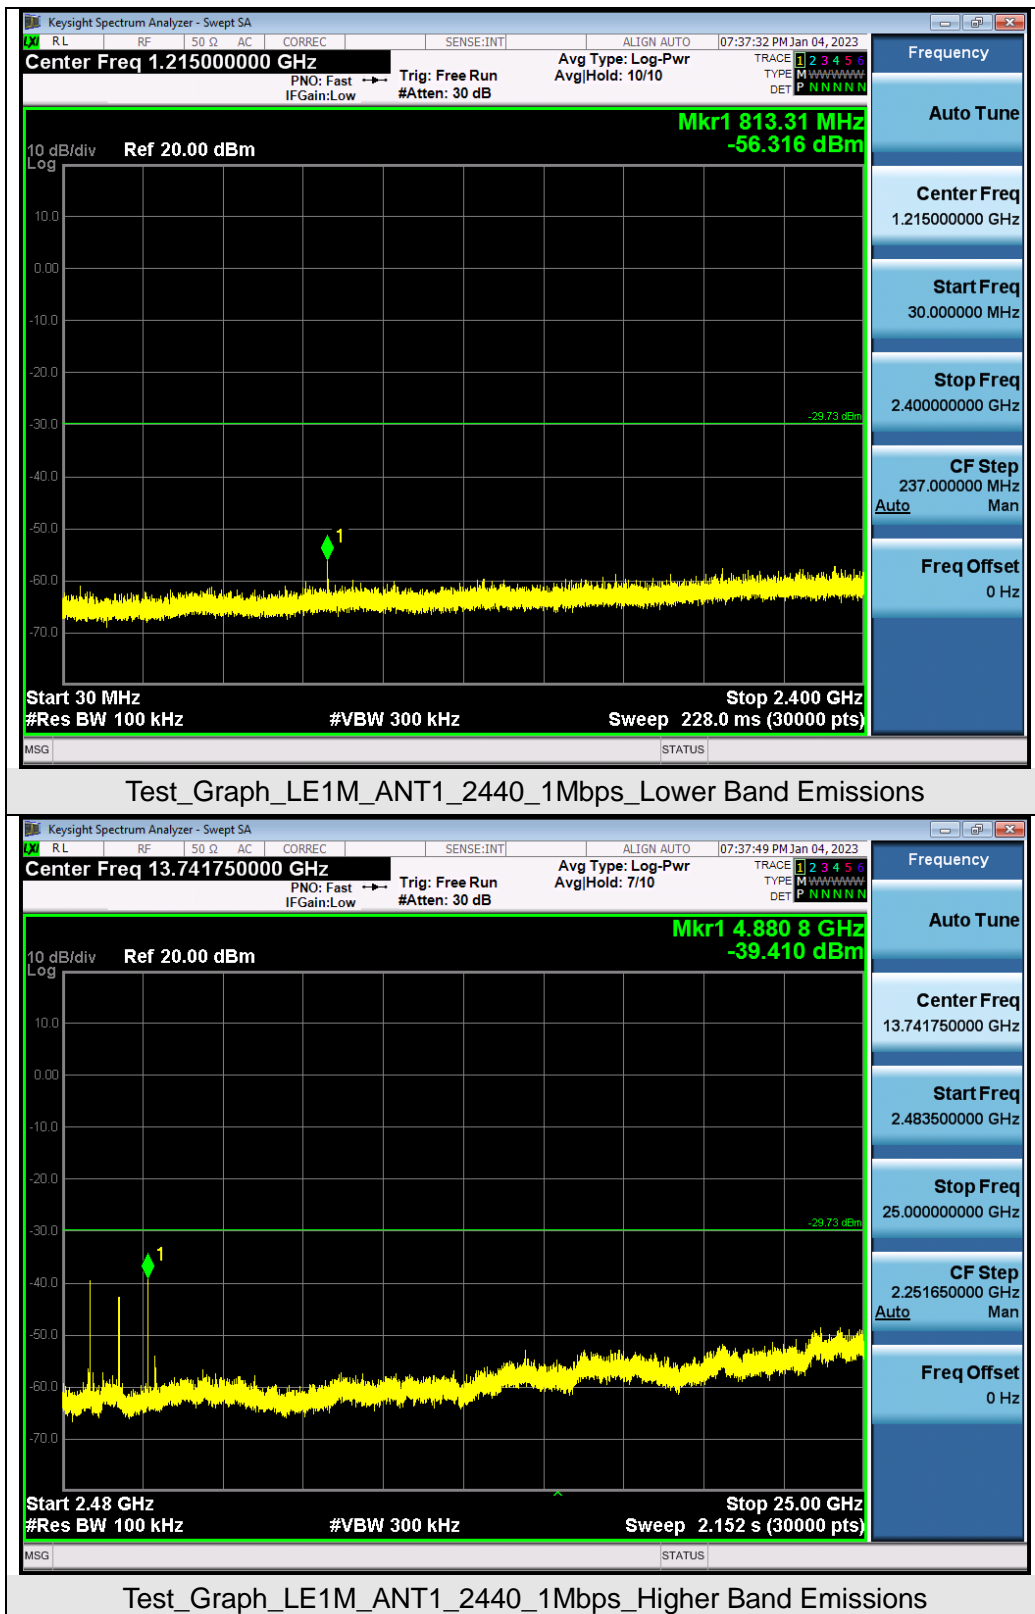 Keysight Spectrum Analyzer - Swept SA
LXI RL RF 50 Ω AC CORREC SENSE:INT ALIGN AUTO 07:37:32 PM Jan 04, 2023
Center Freq 1.215000000 GHz
PNO: Fast
IFGain:Low
Trig: Free Run
#Atten: 30 dB
Avg Type: Log-Pwr
Avg|Hold: 10/10
TRACE 1 2 3 4 5 6
TYPE M W W W W W
DET P N N N N N
Mkr1 813.31 MHz
-56.316 dBm
10 dB/div Ref 20.00 dBm
Log
10.0
0.00
-10.0
-20.0
-29.73 dBm
-30.0
-40.0
-50.0
1
-60.0
-70.0
Start 30 MHz Stop 2.400 GHz
#Res BW 100 kHz #VBW 300 kHz Sweep 228.0 ms (30000 pts)
MSG STATUS
Frequency
Auto Tune
Center Freq
1.215000000 GHz
Start Freq
30.000000 MHz
Stop Freq
2.400000000 GHz
CF Step
237.000000 MHz
Auto Man
Freq Offset
0 Hz
Test_Graph_LE1M_ANT1_2440_1Mbps_Lower Band Emissions
Keysight Spectrum Analyzer - Swept SA
LXI RL RF 50 Ω AC CORREC SENSE:INT ALIGN AUTO 07:37:49 PM Jan 04, 2023
Center Freq 13.741750000 GHz
PNO: Fast
IFGain:Low
Trig: Free Run
#Atten: 30 dB
Avg Type: Log-Pwr
Avg|Hold: 7/10
TRACE 1 2 3 4 5 6
TYPE M W W W W W
DET P N N N N N
Mkr1 4.880 8 GHz
-39.410 dBm
10 dB/div Ref 20.00 dBm
Log
10.0
0.00
-10.0
-20.0
-29.73 dBm
-30.0
1
-40.0
-50.0
-60.0
-70.0
Start 2.48 GHz Stop 25.00 GHz
#Res BW 100 kHz #VBW 300 kHz Sweep 2.152 s (30000 pts)
MSG STATUS
Frequency
Auto Tune
Center Freq
13.741750000 GHz
Start Freq
2.483500000 GHz
Stop Freq
25.000000000 GHz
CF Step
2.251650000 GHz
Auto Man
Freq Offset
0 Hz
Test_Graph_LE1M_ANT1_2440_1Mbps_Higher Band Emissions